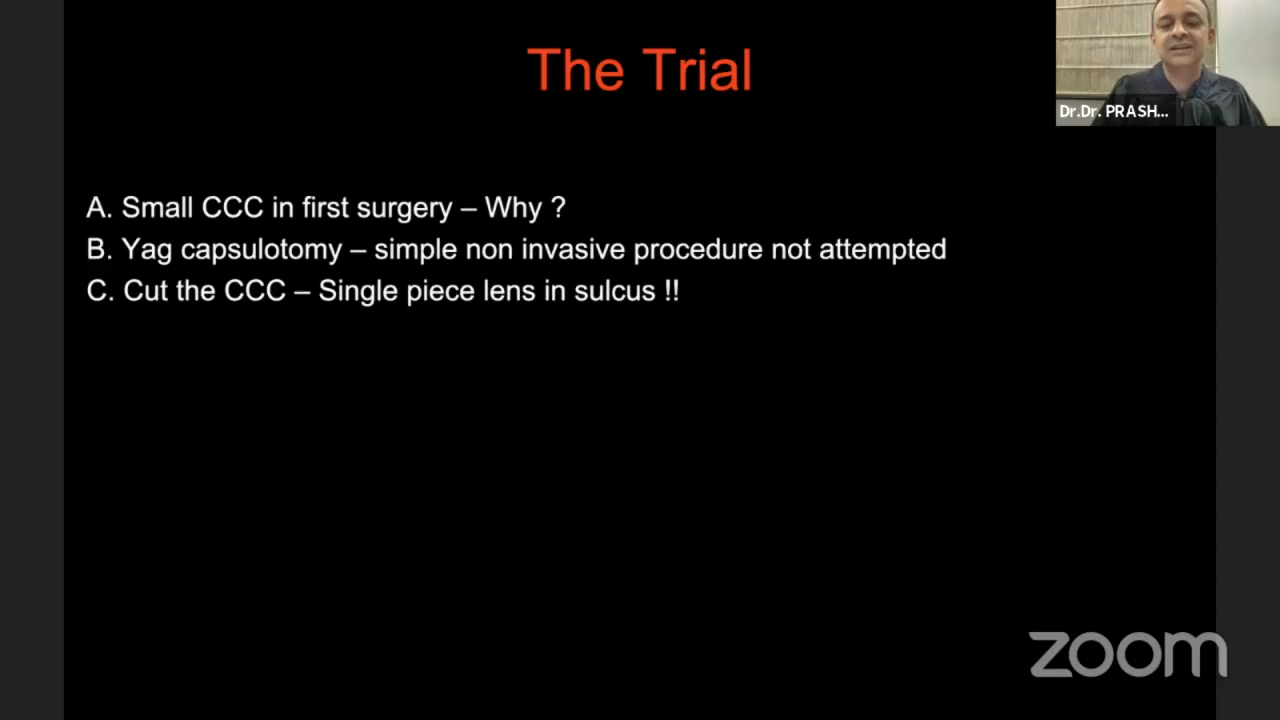 The Trial
Dr.Dr. PRASH...
A. Small CCC in first surgery – Why ?
B. Yag capsulotomy – simple non invasive procedure not attempted
C. Cut the CCC – Single piece lens in sulcus !!
zoom